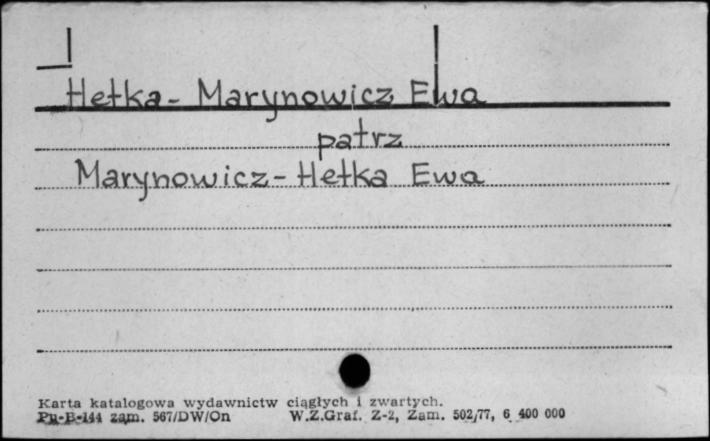 Hetka-Marynowicz Ewa
patrz
Marynowicz-Hetka Ewa
Karta katalogowa wydawnictw ciągłych i zwartych.
Pu-B-144 zam. 567/DW/On W.Z.Graf. Z-2, Zam. 502/77, 6 400 000